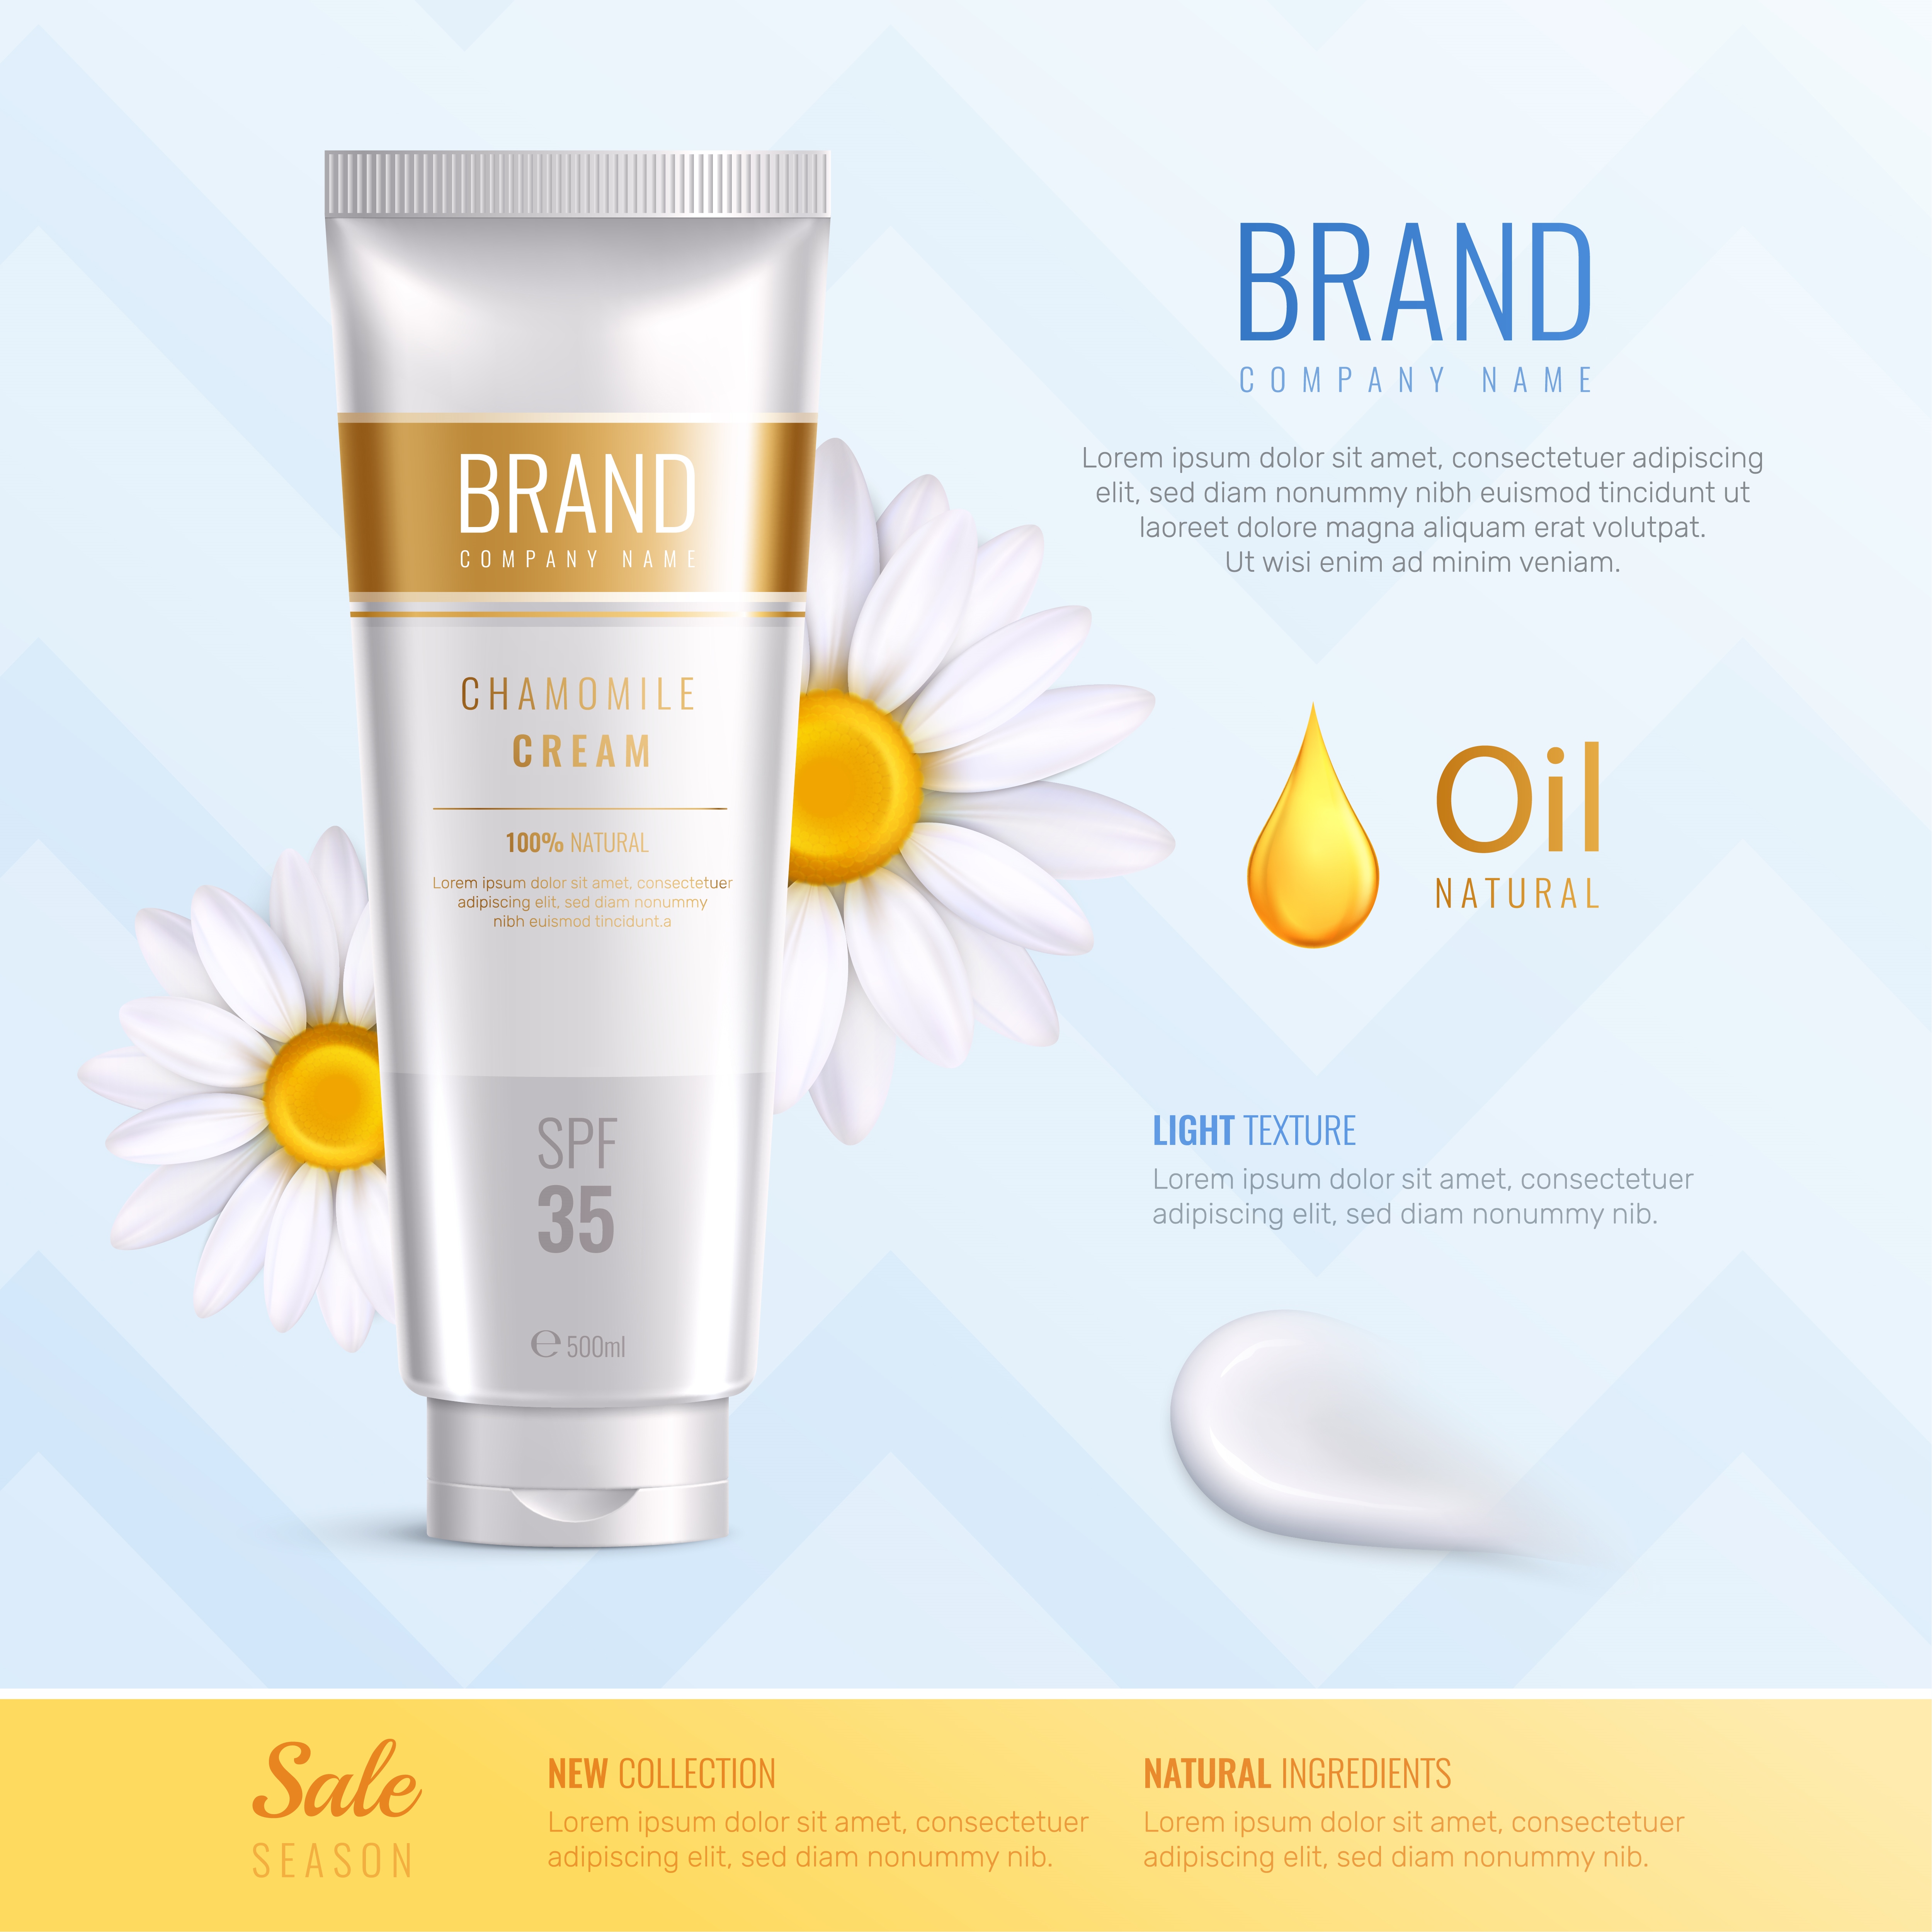 BRAND
COMPANY NAME
CHAMOMILE
CREAM
100% NATURAL
Lorem ipsum dolor sit amet, consectetuer
adipiscing elit, sed diam nonummy
nibh euismod tincidunt.a
SPF
35
℮ 500ml
BRAND
COMPANY NAME
Lorem ipsum dolor sit amet, consectetuer adipiscing
elit, sed diam nonummy nibh euismod tincidunt ut
laoreet dolore magna aliquam erat volutpat.
Ut wisi enim ad minim veniam.
Oil
NATURAL
LIGHT TEXTURE
Lorem ipsum dolor sit amet, consectetuer
adipiscing elit, sed diam nonummy nib.
Sale
SEASON
NEW COLLECTION
Lorem ipsum dolor sit amet, consectetuer
adipiscing elit, sed diam nonummy nib.
NATURAL INGREDIENTS
Lorem ipsum dolor sit amet, consectetuer
adipiscing elit, sed diam nonummy nib.